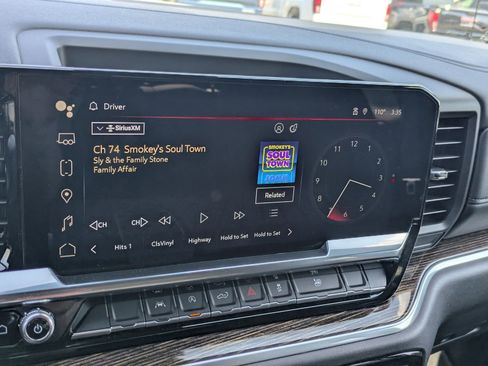 Driver
110° 3:35
SiriusXM
Ch 74 Smokey's Soul Town
Sly & the Family Stone
Family Affair
SMOKEY'S
SOUL
TOWN
Related
12
11 1
10 2
9 3
8 4
7 5
6
CH CH
Hits 1 ClsVinyl Highway Hold to Set Hold to Set